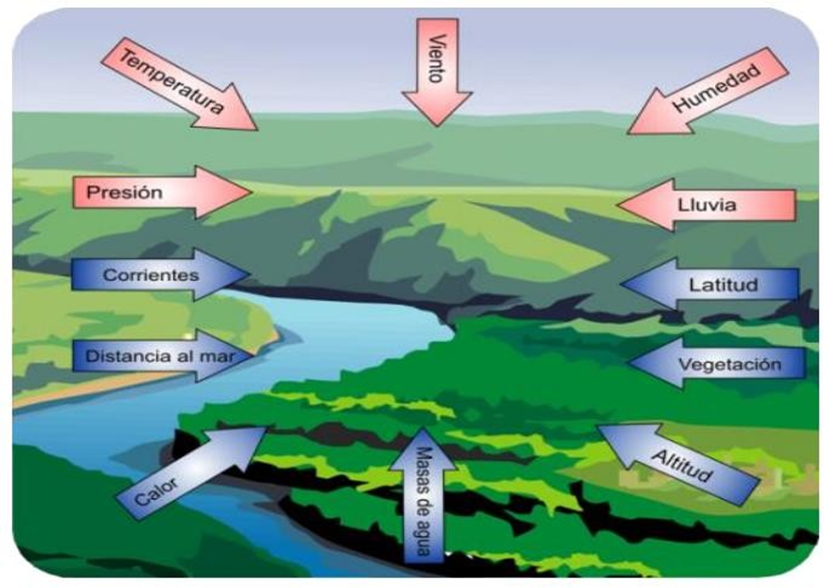 Temperatura
Viento
Humedad
Presión
Lluvia
Corrientes
Latitud
Distancia al mar
Vegetación
Calor
Masas de agua
Altitud